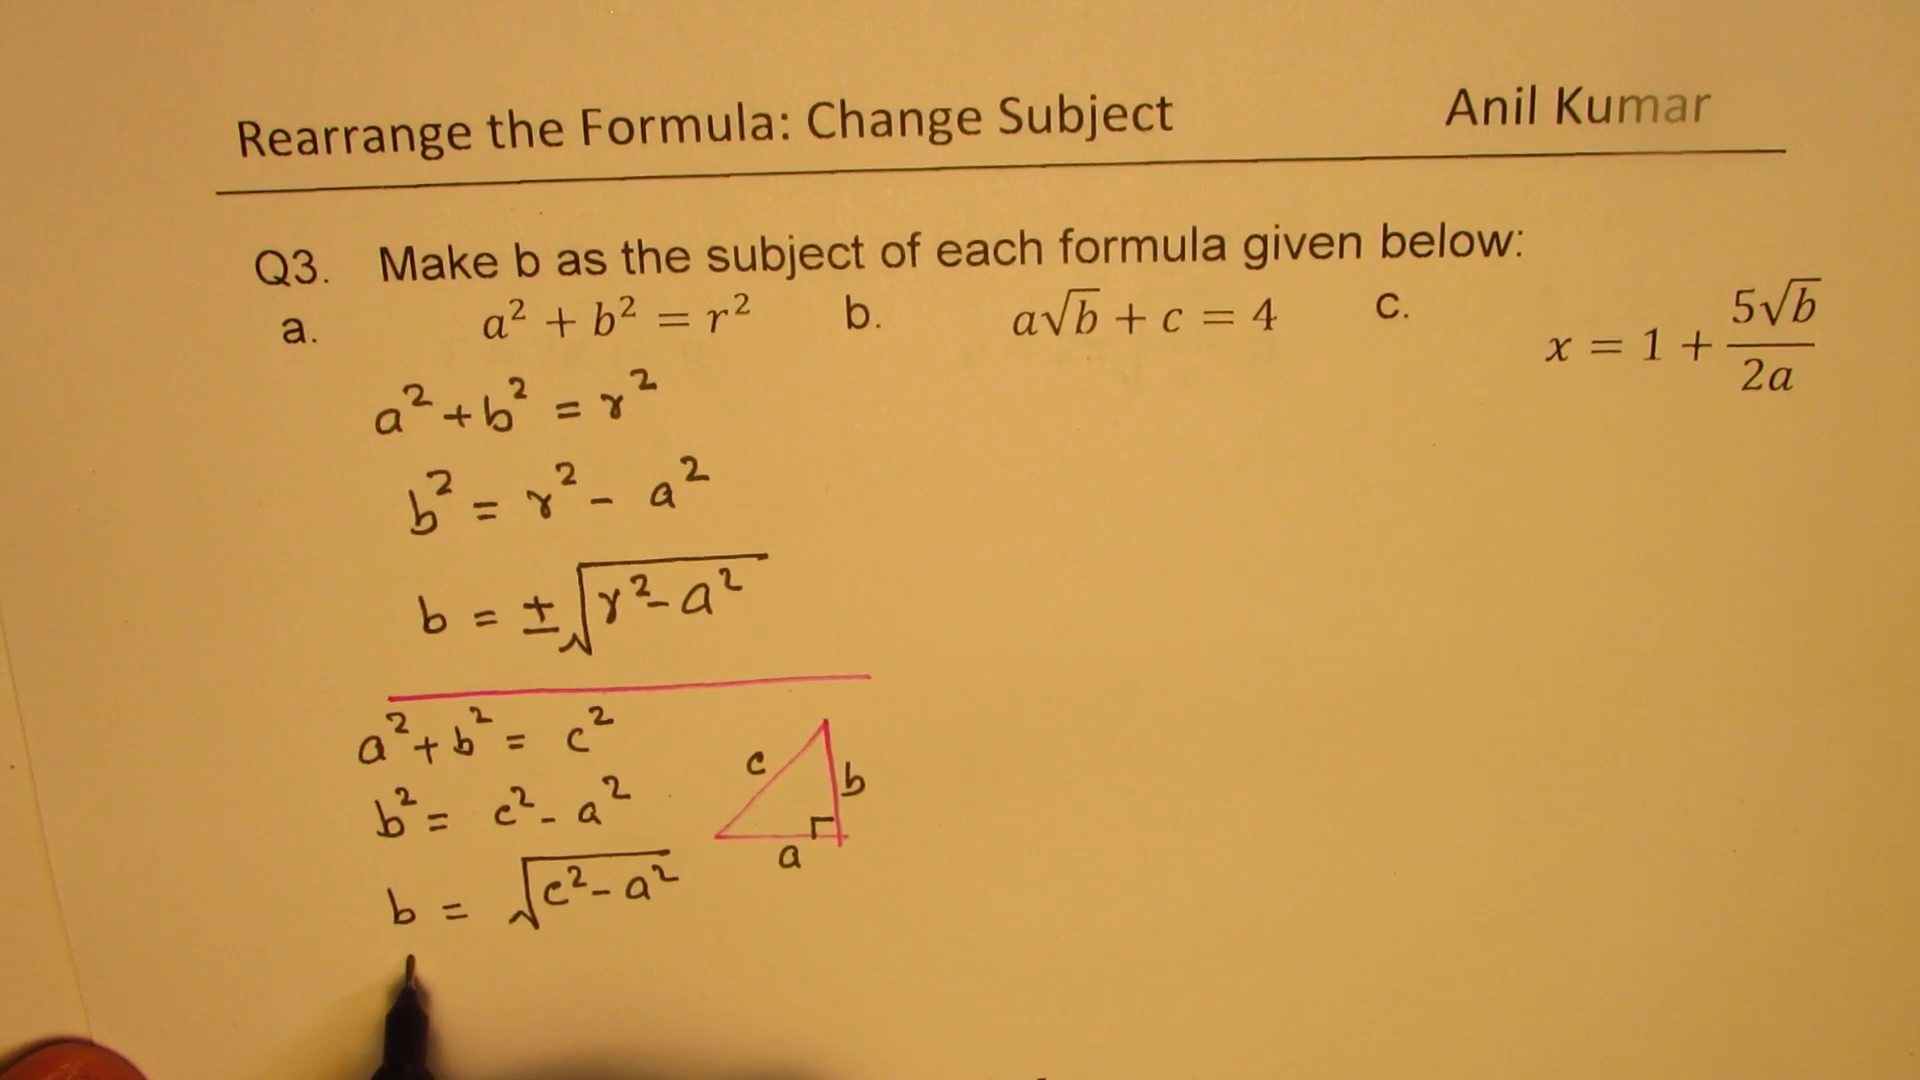 Rearrange the Formula: Change Subject Anil Kumar
Q3. Make b as the subject of each formula given below:
a. a² + b² = r² b. a√b + c = 4 c. x = 1 + 5√b/2a
a² + b² = r²
b² = r² - a²
b = ±√(r² - a²)
a² + b² = c²
b² = c² - a²
b = √(c² - a²)
c
b
a